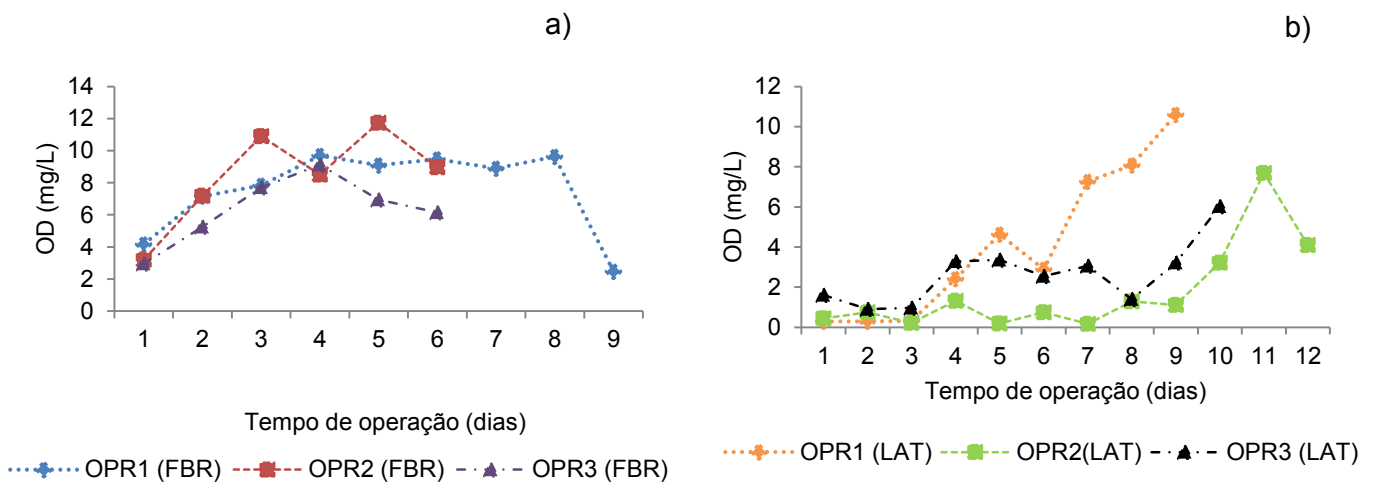 a)
OD (mg/L)
14
12
10
8
6
4
2
0
1 2 3 4 5 6 7 8 9
Tempo de operação (dias)
OPR1 (FBR) OPR2 (FBR) OPR3 (FBR)
b)
OD (mg/L)
12
10
8
6
4
2
0
1 2 3 4 5 6 7 8 9 10 11 12
Tempo de operação (dias)
OPR1 (LAT) OPR2(LAT) OPR3 (LAT)